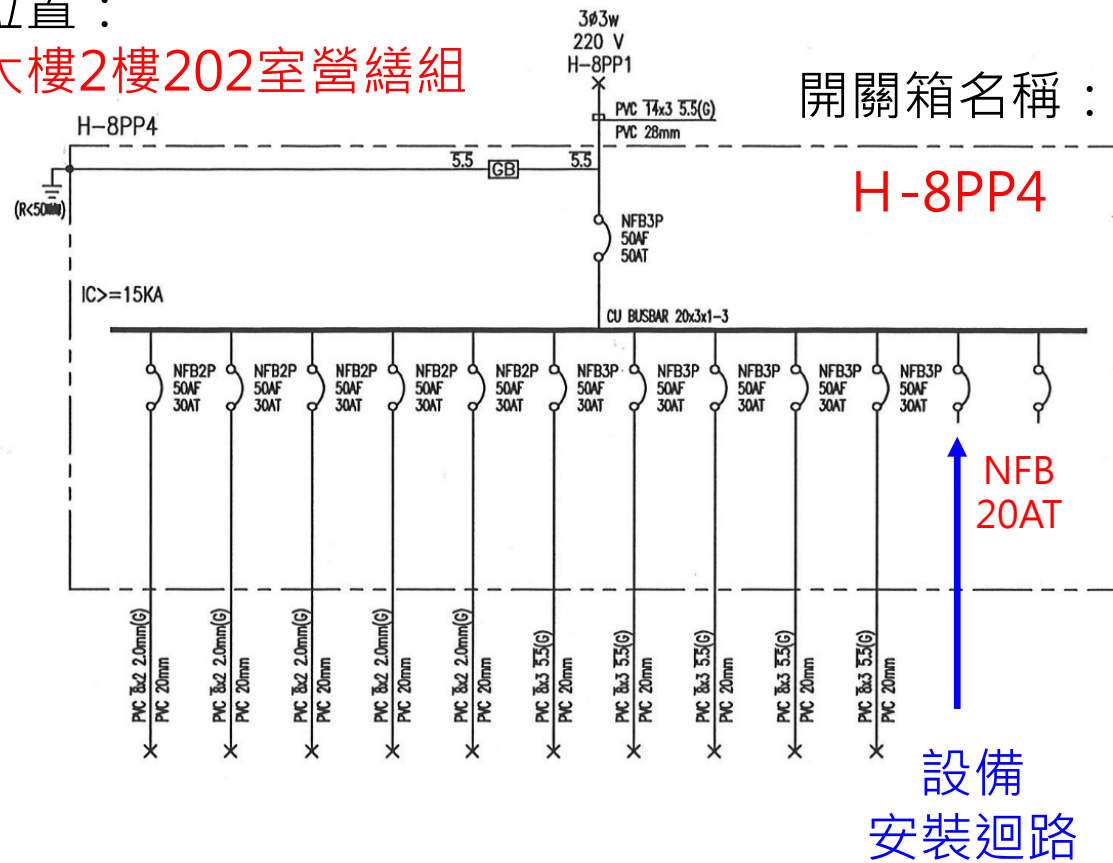 位置：
大樓2樓202室營繕組
3ø3w
220 V
H-8PP1
開關箱名稱：
H-8PP4
PVC 14x3 5.5(G)
PVC 28mm
H-8PP4
5.5
GB
5.5
NFB3P
50AF
50AT
IC>=15KA
CU BUSBAR 20x3x1-3
NFB2P
50AF
30AT
NFB2P
50AF
30AT
NFB2P
50AF
30AT
NFB2P
50AF
30AT
NFB2P
50AF
30AT
NFB3P
50AF
30AT
NFB3P
50AF
30AT
NFB3P
50AF
30AT
NFB3P
50AF
30AT
NFB3P
50AF
30AT
NFB
20AT
PVC 8x2 2.0mm(G)
PVC 20mm
PVC 8x2 2.0mm(G)
PVC 20mm
PVC 8x2 2.0mm(G)
PVC 20mm
PVC 8x2 2.0mm(G)
PVC 20mm
PVC 8x2 2.0mm(G)
PVC 20mm
PVC 8x3 5.5(G)
PVC 20mm
PVC 8x3 5.5(G)
PVC 20mm
PVC 8x3 5.5(G)
PVC 20mm
PVC 8x3 5.5(G)
PVC 20mm
PVC 8x3 5.5(G)
PVC 20mm
設備
安裝迴路